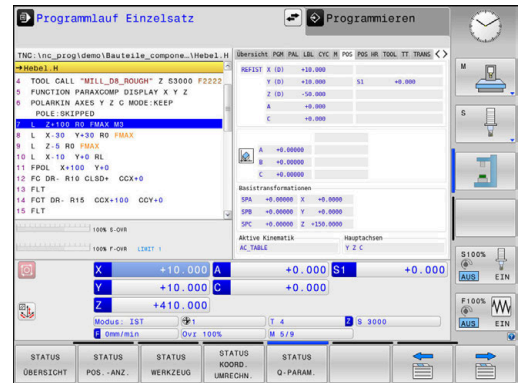 Programmlauf Einzelsatz
Programmieren
TNC:\nc_prog\demo\Bauteile_compone…\Hebel.H
→Hebel.H
4 TOOL CALL "MILL_D8_ROUGH" Z S3000 F2222
5 FUNCTION PARAXCOMP DISPLAY X Y Z
6 POLARKIN AXES Y Z C MODE:KEEP
POLE:SKIPPED
7 L Z+100 R0 FMAX M3
8 L X-30 Y+30 R0 FMAX
9 L Z-5 R0 FMAX
10 L X-10 Y+0 RL
11 FPOL X+100 Y+0
12 FC DR- R10 CLSD+ CCX+0
13 FLT
14 FCT DR- R15 CCX+100 CCY+0
15 FLT
100% S-OVR
100% F-OVR LIMIT 1
Übersicht PGM PAL LBL CYC M POS POS HR TOOL TT TRANS
REFIST X (D) +10.000
Y (D) +10.000 S1 +0.000
Z (D) -50.000
A +0.000
C +0.000
A +0.00000
B +0.00000
C +0.00000
Basistransformationen
SPA +0.00000 X +0.0000
SPB +0.00000 Y +0.0000
SPC +0.00000 Z -150.0000
Aktive Kinematik Hauptachsen
AC_TABLE Y Z C
X +10.000 A +0.000 S1 +0.000
Y +10.000 C +0.000
Z +410.000
Modus: IST 1 T 4 Z S 3000
F 0mm/min Ovr 100% M 5/9
M
S
S100%
AUS EIN
F100%
AUS EIN
STATUS ÜBERSICHT
STATUS POS.-ANZ.
STATUS WERKZEUG
STATUS KOORD. UMRECHN.
STATUS Q-PARAM.